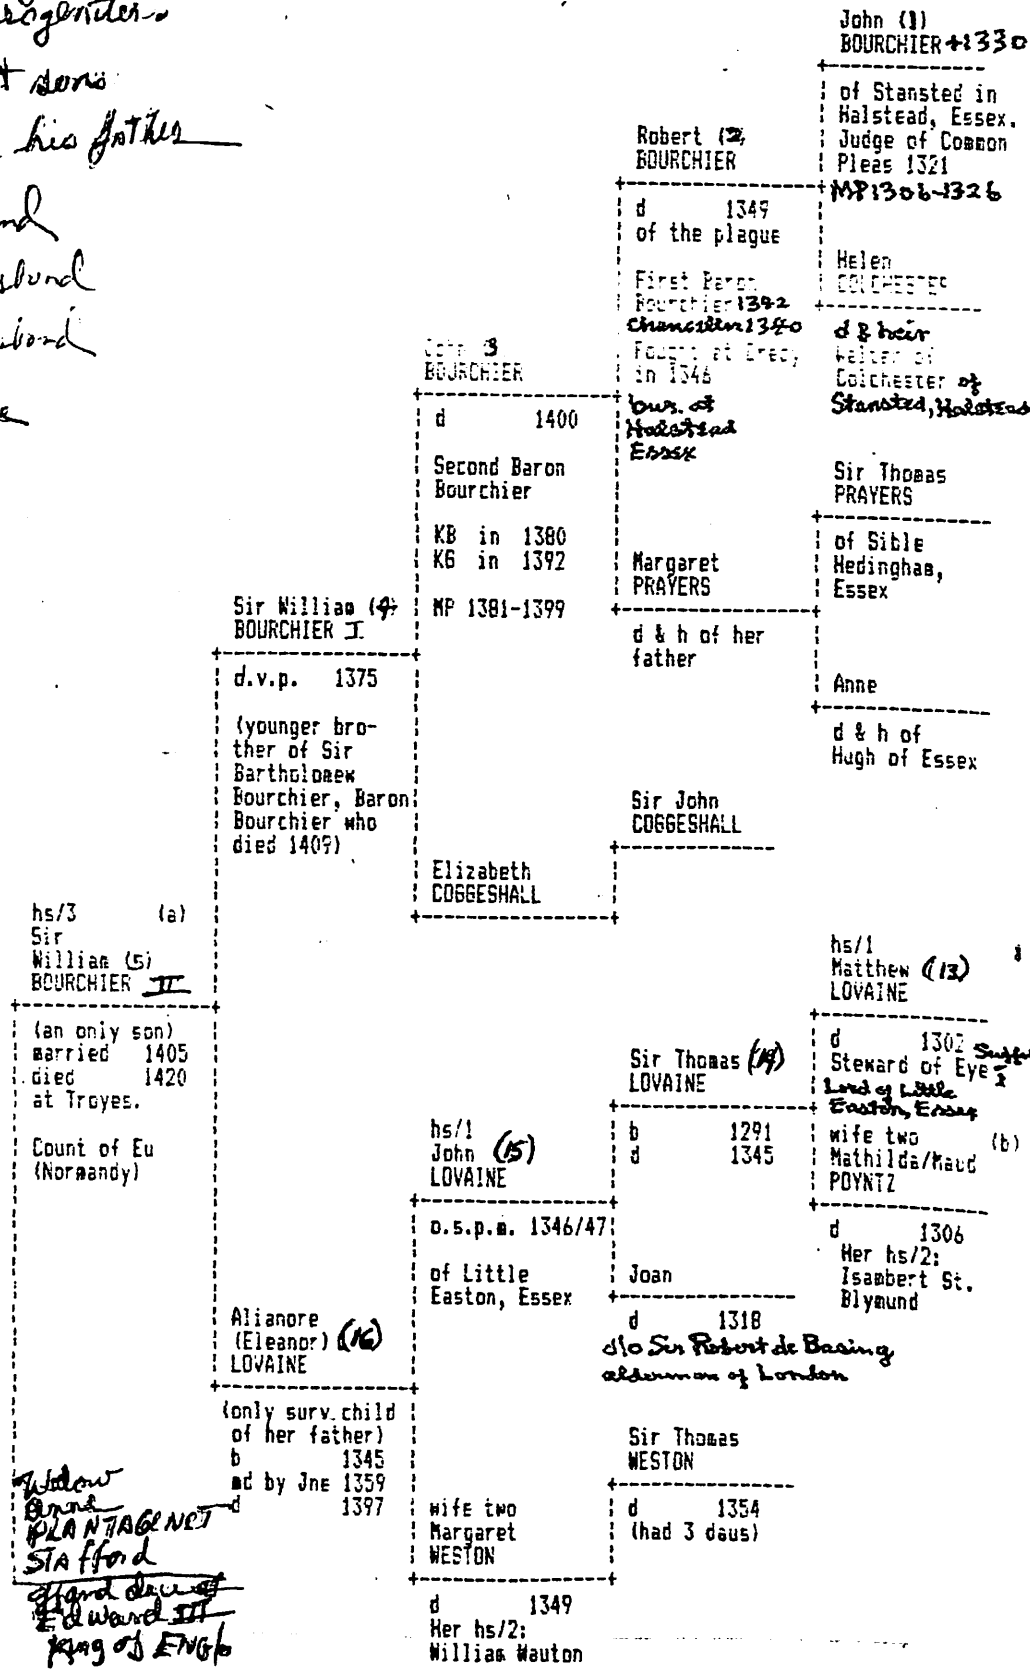 t sons
his father
John (1)
BOURCHIER +1330
of Stansted in
Halstead, Essex.
Judge of Common
Pleas 1321
MP 1306-1326
Helen
COLCHESTER
d & heir
Walter of
Colchester of
Stansted, Halstead
Robert (2)
BOURCHIER
d 1349
of the plague
First Baron
Bourchier 1342
Chancellor 1340
Fought at Crecy
in 1346
bur. at
Halstead
Essex
Sir Thomas
PRAYERS
of Sible
Hedingham,
Essex
Margaret
PRAYERS
d & h of her
father
Anne
d & h of
Hugh of Essex
John 3
BOURCHIER
d 1400
Second Baron
Bourchier
KB in 1380
KG in 1392
MP 1381-1399
Sir John
COGGESHALL
Elizabeth
COGGESHALL
Sir William (4)
BOURCHIER I
d.v.p. 1375
(younger bro-
ther of Sir
Bartholomew
Bourchier, Baron
Bourchier who
died 1409)
hs/3 (a)
Sir
William (5)
BOURCHIER II
(an only son)
married 1405
died 1420
at Troyes.
Count of Eu
(Normandy)
hs/1
Matthew (13)
LOVAINE
d 1302
Steward of Eye
Lord of Little
Easton, Essex
wife two (b)
Mathilda/Maud
POYNTZ
d 1306
Her hs/2:
Isambert St.
Blymund
Sir Thomas (14)
LOVAINE
b 1291
d 1345
Joan
d 1318
d/o Sir Robert de Basing
alderman of London
hs/1
John (15)
LOVAINE
o.s.p.m. 1346/47
of Little
Easton, Essex
Sir Thomas
WESTON
d 1354
(had 3 daus)
wife two
Margaret
WESTON
d 1349
Her hs/2:
William Wauton
Alianore
(Eleanor) (16)
LOVAINE
(only surv. child
of her father)
b 1345
md by Jne 1359
d 1397
Widow
Anne
PLANTAGENET
Stafford
Edward III
King of ENG